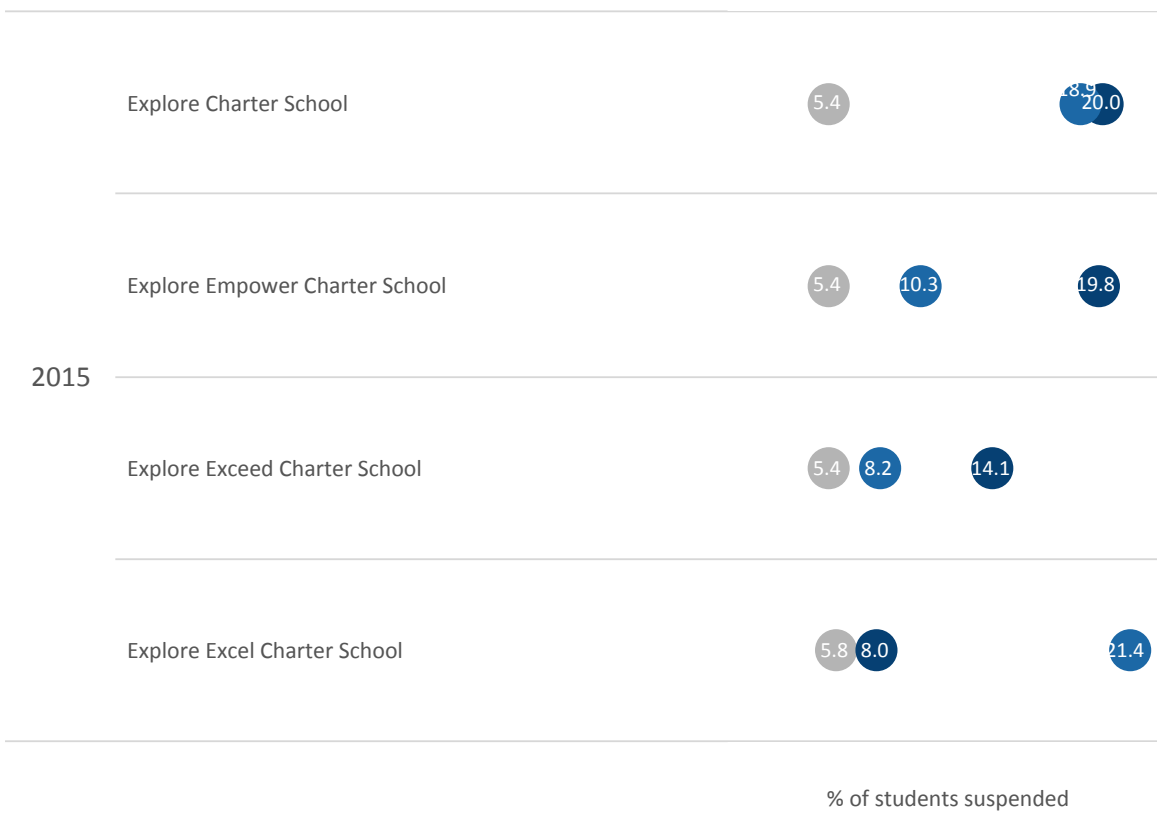 Explore Charter School 5.4 18.9 20.0
Explore Empower Charter School 5.4 10.3 19.8
2015
Explore Exceed Charter School 5.4 8.2 14.1
Explore Excel Charter School 5.8 8.0 21.4
% of students suspended